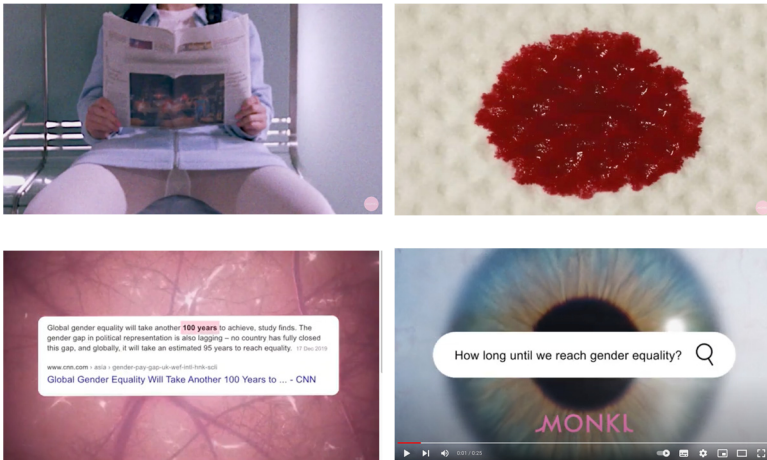 Global gender equality will take another 100 years to achieve, study finds. The
gender gap in political representation is also lagging – no country has fully closed
this gap, and globally, it will take an estimated 95 years to reach equality. 17 Dec 2019
www.cnn.com › asia › gender-pay-gap-uk-wef-intl-hnk-scli
Global Gender Equality Will Take Another 100 Years to ... - CNN
How long until we reach gender equality?
MONKI
0:01 / 0:25